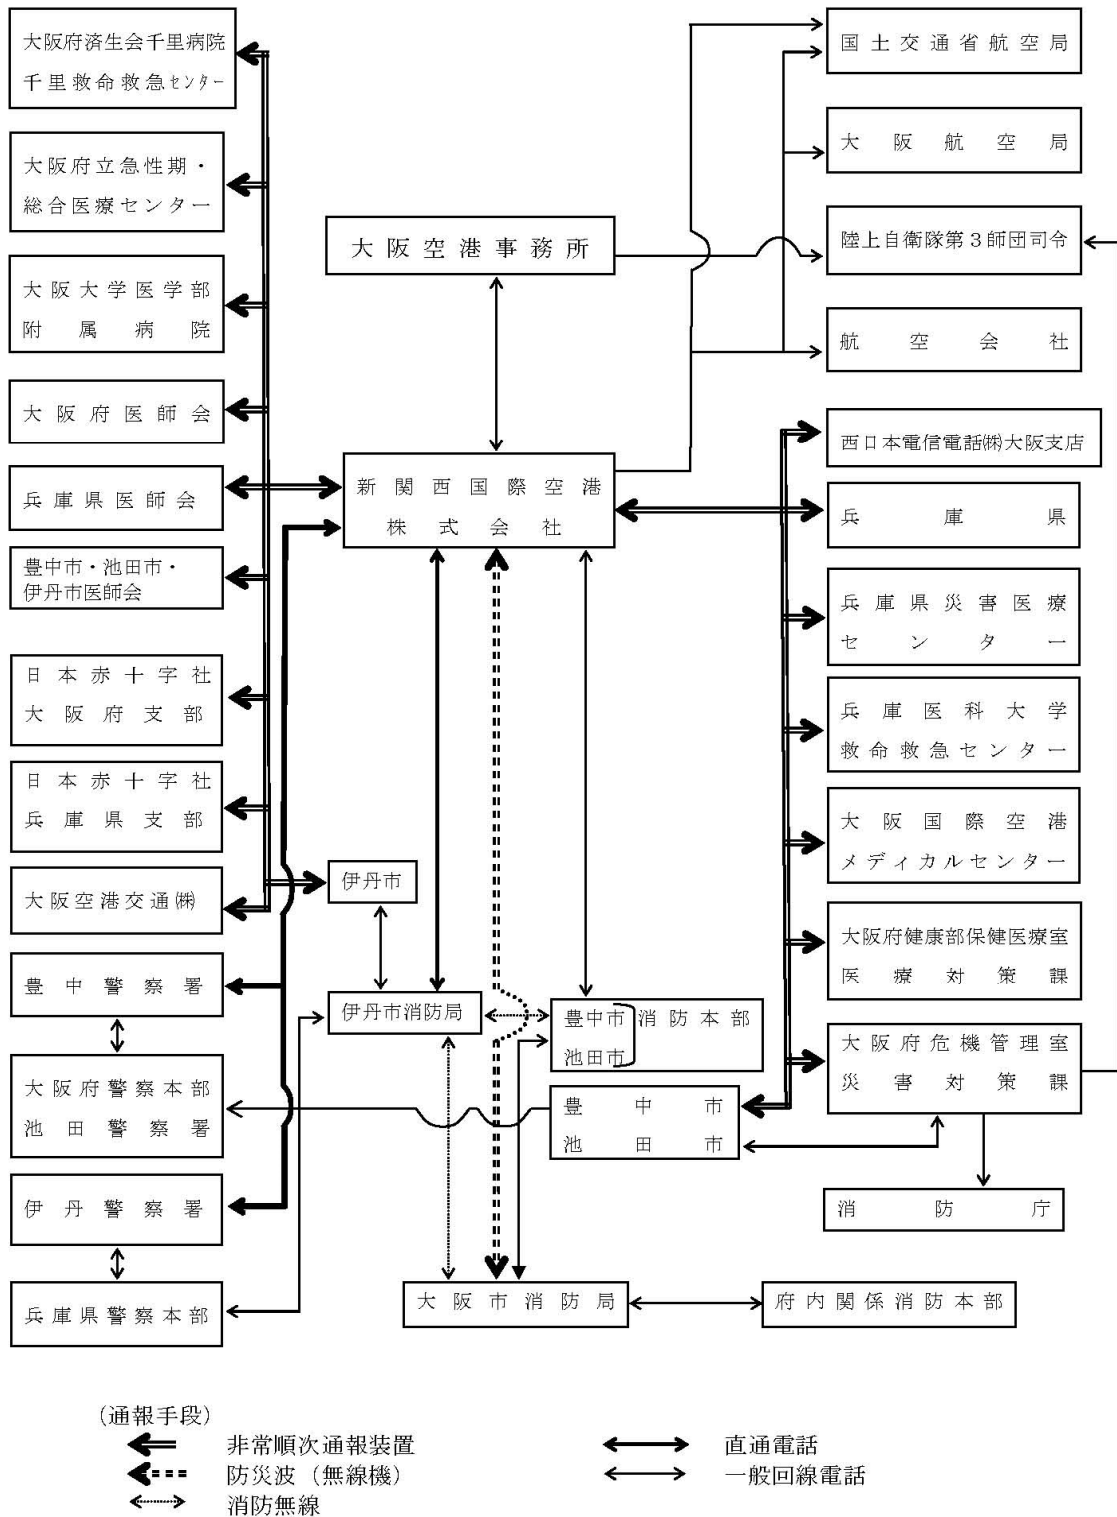 大阪府済生会千里病院
千里救命救急センター
大阪府立急性期・
総合医療センター
大阪大学医学部
附属病院
大阪府医師会
兵庫県医師会
豊中市・池田市・
伊丹市医師会
日本赤十字社
大阪府支部
日本赤十字社
兵庫県支部
大阪空港交通㈱
豊中警察署
大阪府警察本部
池田警察署
伊丹警察署
兵庫県警察本部
大阪空港事務所
新関西国際空港
株式会社
伊丹市
伊丹市消防局
豊中市 消防本部
池田市
豊中市
池田市
大阪市消防局
府内関係消防本部
国土交通省航空局
大阪航空局
陸上自衛隊第3師団司令
航空会社
西日本電信電話㈱大阪支店
兵庫県
兵庫県災害医療
センター
兵庫医科大学
救命救急センター
大阪国際空港
メディカルセンター
大阪府健康部保健医療室
医療対策課
大阪府危機管理室
災害対策課
消防庁
(通報手段)
非常順次通報装置
防災波(無線機)
消防無線
直通電話
一般回線電話